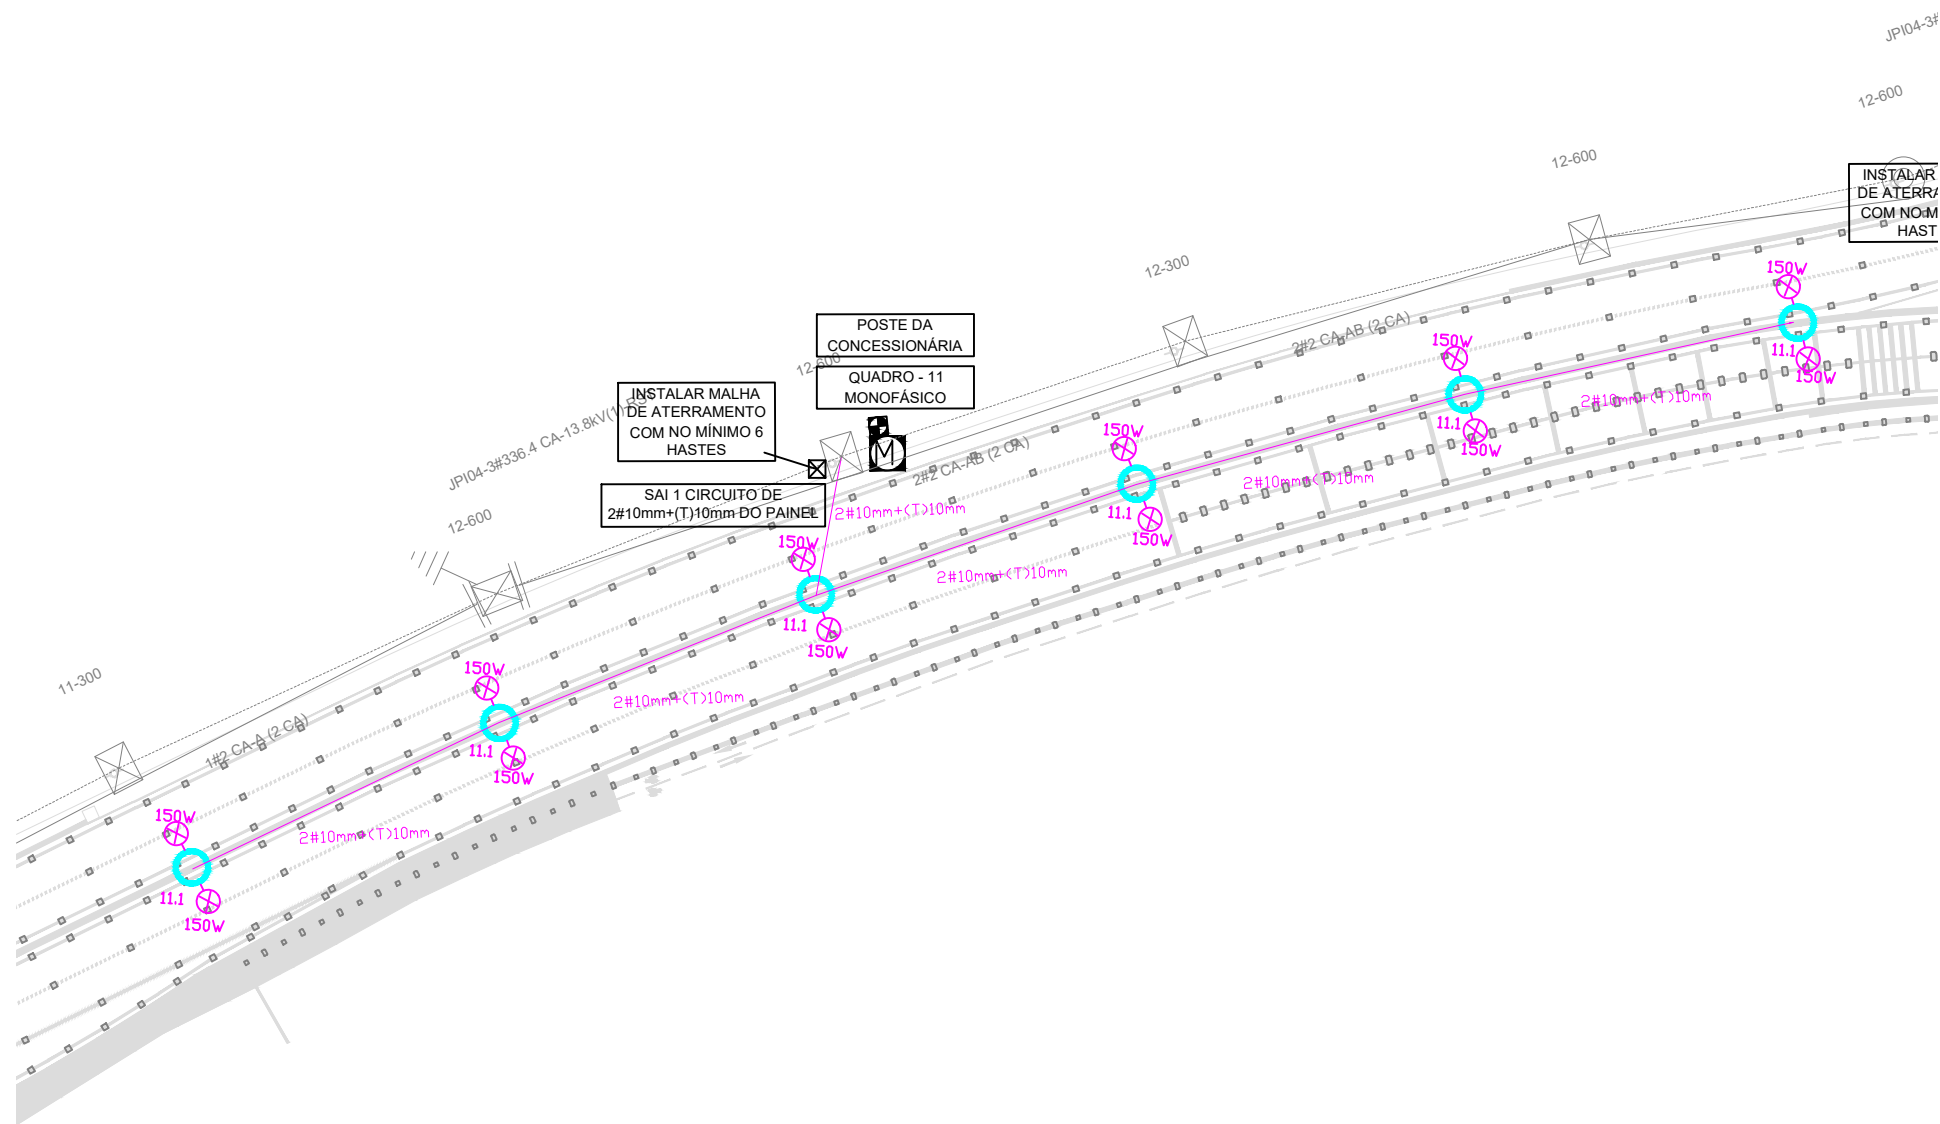 JPI04-3#
12-600
12-600
INSTALAR
DE ATERRA
COM NO M
HAST
12-300
150W
11.1
150W
2#2 CA-AB (2 CA)
150W
11.1
150W
2#10mm+(T)10mm
POSTE DA
CONCESSIONÁRIA
12-600
QUADRO - 11
MONOFÁSICO
M
INSTALAR MALHA
DE ATERRAMENTO
COM NO MÍNIMO 6
HASTES
JPI04-3#336.4 CA-13.8kV(1)-RS
SAI 1 CIRCUITO DE
2#10mm+(T)10mm DO PAINEL
2#2 CA-AB (2 CA)
2#10mm+(T)10mm
150W
11.1
150W
2#10mm+(T)10mm
12-600
150W
11.1
150W
2#10mm+(T)10mm
11-300
150W
11.1
150W
2#10mm+(T)10mm
1#2 CA-A (2 CA)
150W
11.1
150W
2#10mm+(T)10mm